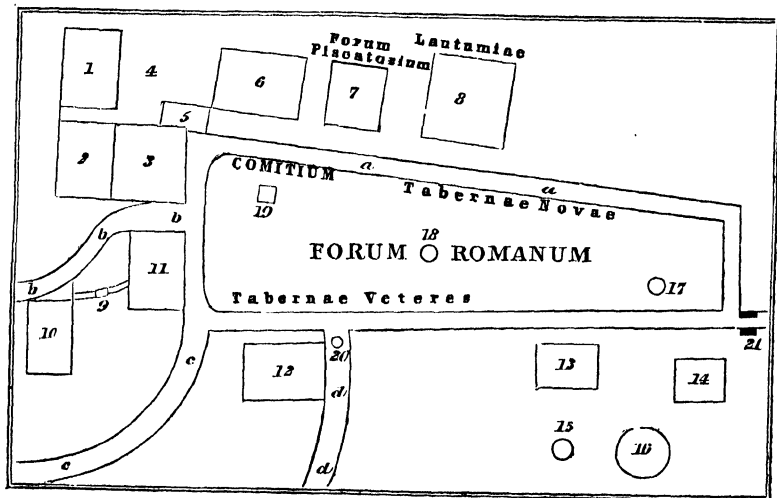 Forum
Piscatorium
Lautumiae
1
4
6
7
8
5
2
3
COMITIUM
a
a
Tabernae Novae
19
b
18
FORUM ROMANUM
b
11
17
b
9
Tabernae Veteres
10
c
20
21
12
13
14
d
15
16
c
d